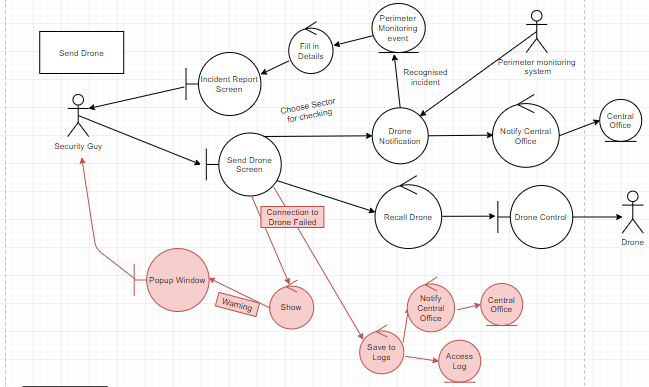 Send Drone
Perimeter
Monitoring
event
Fill in
Details
Incident Report
Screen
Perimeter monitoring
system
Recognised
incident
Choose Sector
for checking
Security Guy
Send Drone
Screen
Drone
Notification
Notify Central
Office
Central
Office
Connection to
Drone Failed
Recall Drone
Drone Control
Drone
Popup Window
Warning
Show
Notify
Central
Office
Central
Office
Save to
Logs
Access
Log